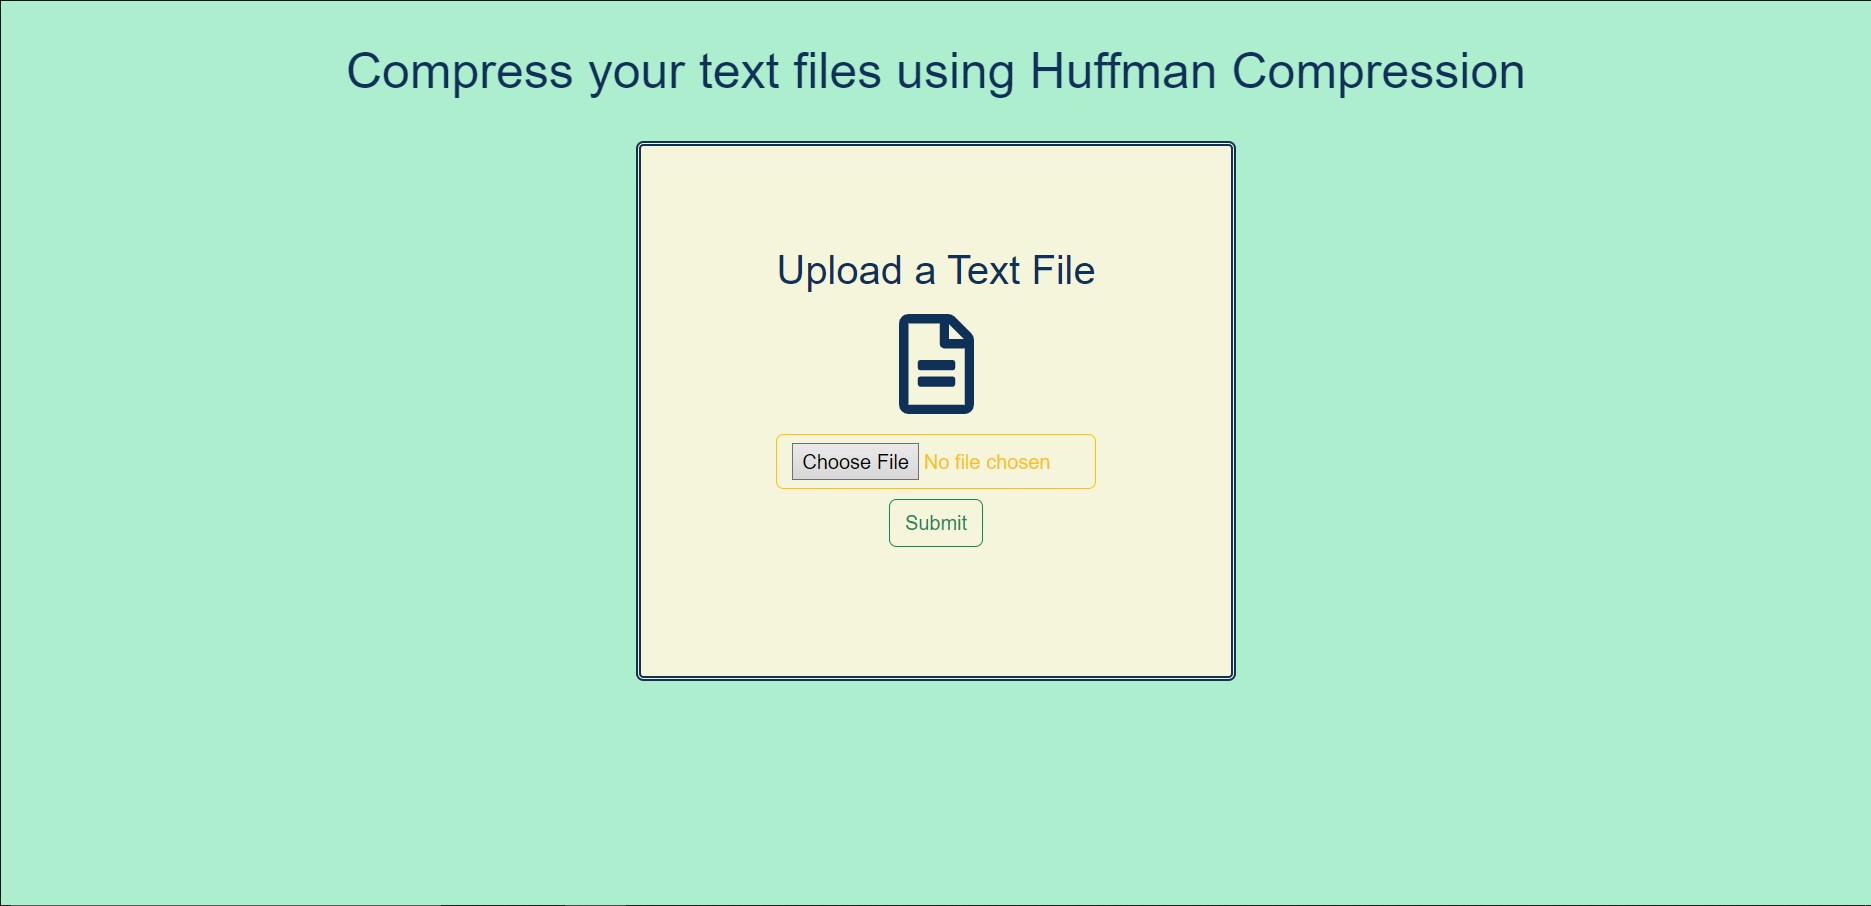 Compress your text files using Huffman Compression
Upload a Text File
Choose File No file chosen
Submit